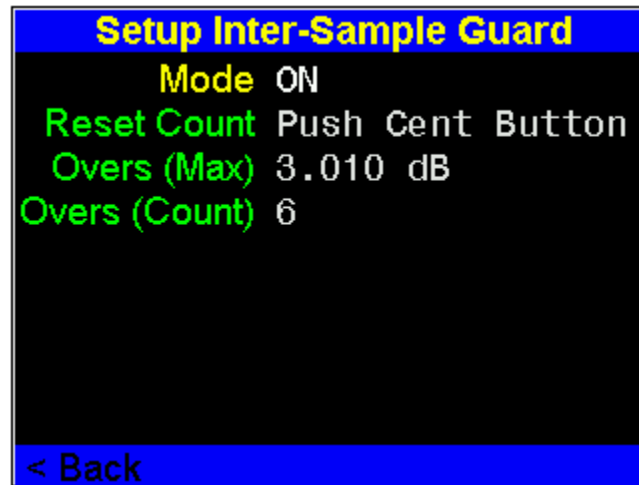 Setup Inter-Sample Guard
Mode ON
Reset Count Push Cent Button
Overs (Max) 3.010 dB
Overs (Count) 6
< Back